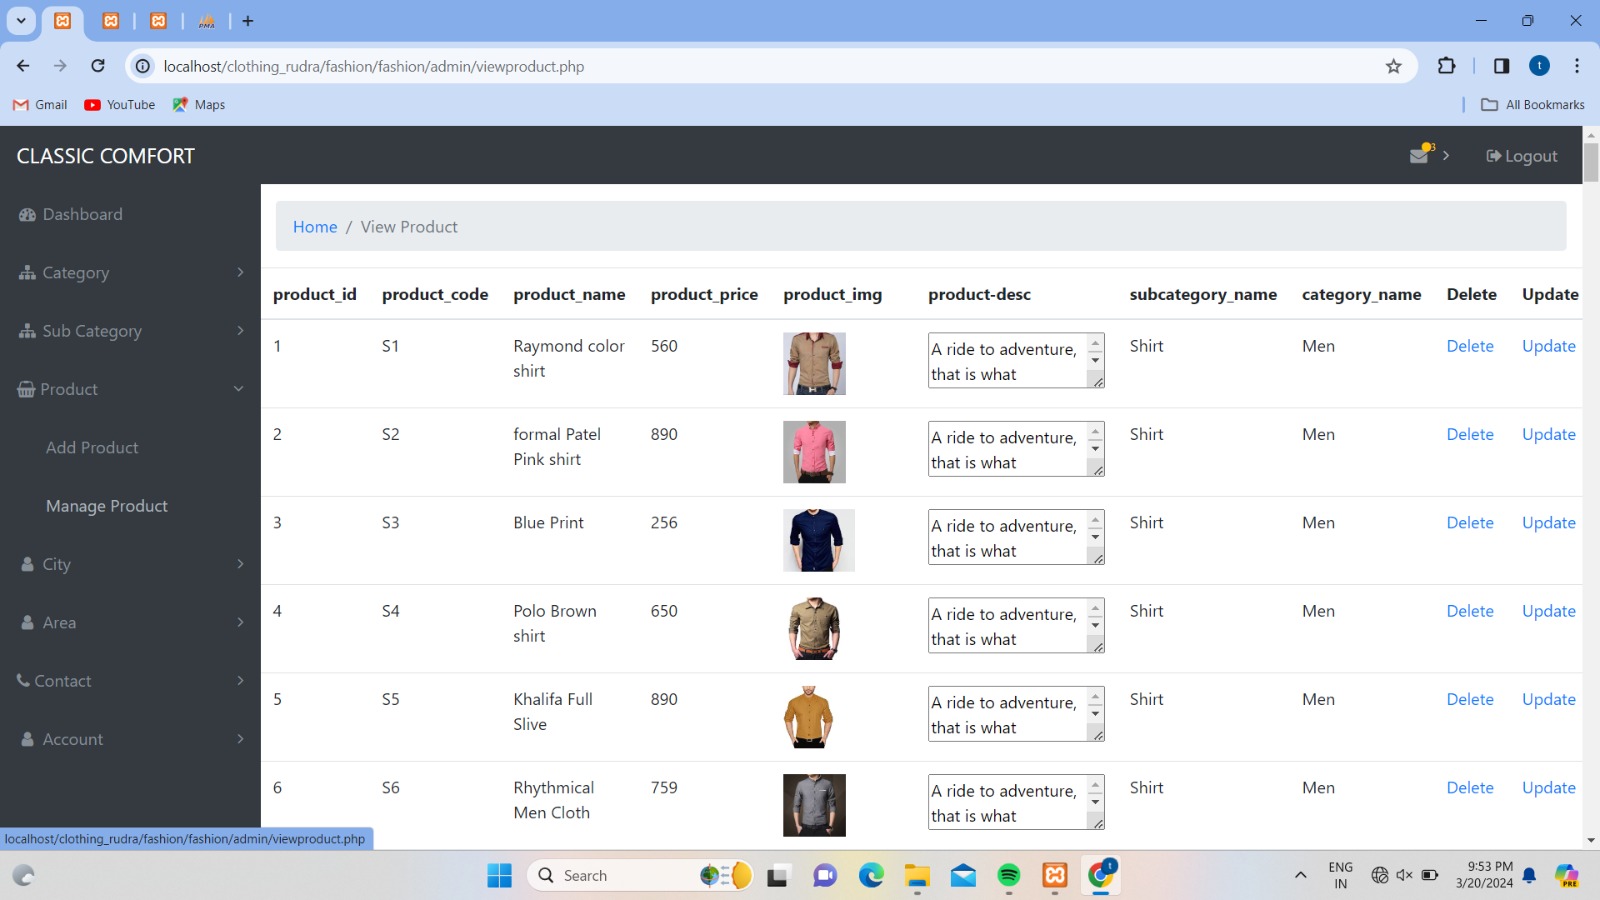 localhost/clothing_rudra/fashion/fashion/admin/viewproduct.php
t
Gmail YouTube Maps All Bookmarks
CLASSIC COMFORT 3 Logout
Dashboard
Category
Sub Category
Product
Add Product
Manage Product
City
Area
Contact
Account
Home / View Product
product_id product_code product_name product_price product_img product-desc subcategory_name category_name Delete Update
1 S1 Raymond color shirt 560 A ride to adventure, that is what Shirt Men Delete Update
2 S2 formal Patel Pink shirt 890 A ride to adventure, that is what Shirt Men Delete Update
3 S3 Blue Print 256 A ride to adventure, that is what Shirt Men Delete Update
4 S4 Polo Brown shirt 650 A ride to adventure, that is what Shirt Men Delete Update
5 S5 Khalifa Full Slive 890 A ride to adventure, that is what Shirt Men Delete Update
6 S6 Rhythmical Men Cloth 759 A ride to adventure, that is what Shirt Men Delete Update
localhost/clothing_rudra/fashion/fashion/admin/viewproduct.php
Search
t
ENG
IN
9:53 PM
3/20/2024
PRE